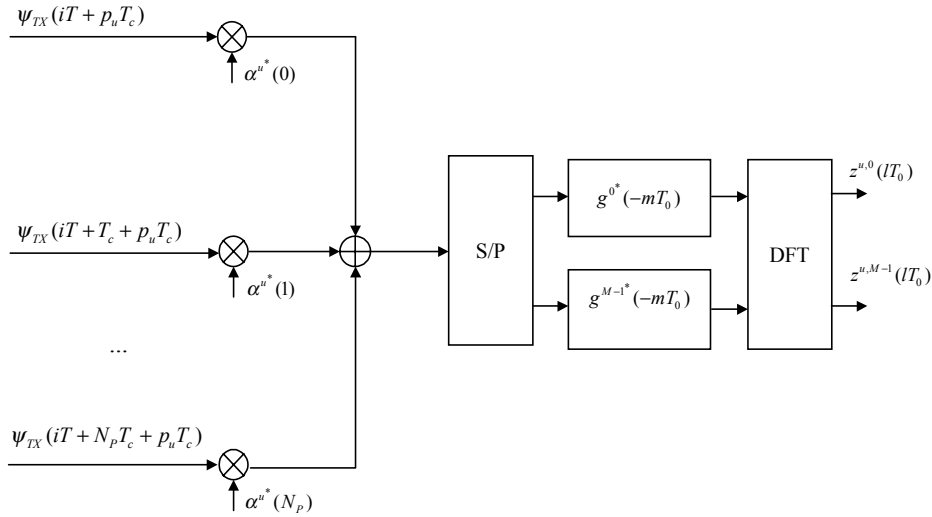 ψ_TX(iT + p_u T_c)
α^{u*}(0)
ψ_TX(iT + T_c + p_u T_c)
α^{u*}(1)
...
ψ_TX(iT + N_P T_c + p_u T_c)
α^{u*}(N_P)
S/P
g^{0*}(−mT_0)
g^{M−1*}(−mT_0)
DFT
z^{u,0}(lT_0)
z^{u,M−1}(lT_0)